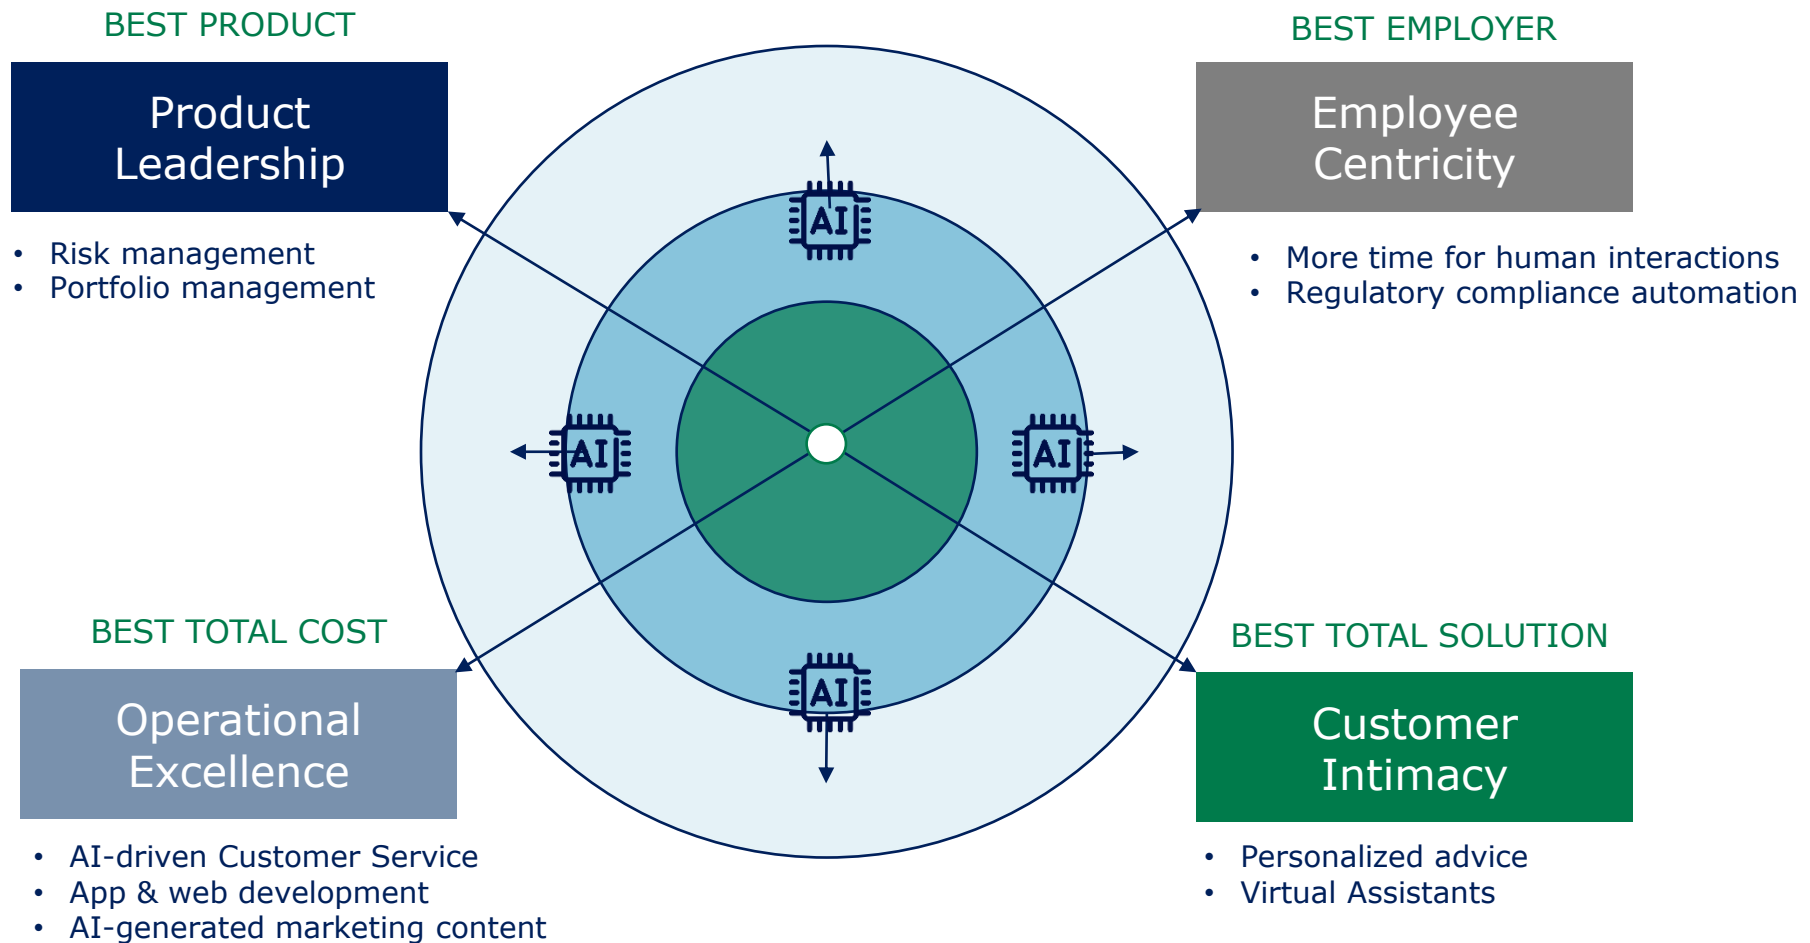 BEST PRODUCT
Product
Leadership
• Risk management
• Portfolio management
BEST EMPLOYER
Employee
Centricity
• More time for human interactions
• Regulatory compliance automation
AI
AI
AI
AI
BEST TOTAL COST
Operational
Excellence
• AI-driven Customer Service
• App & web development
• AI-generated marketing content
BEST TOTAL SOLUTION
Customer
Intimacy
• Personalized advice
• Virtual Assistants